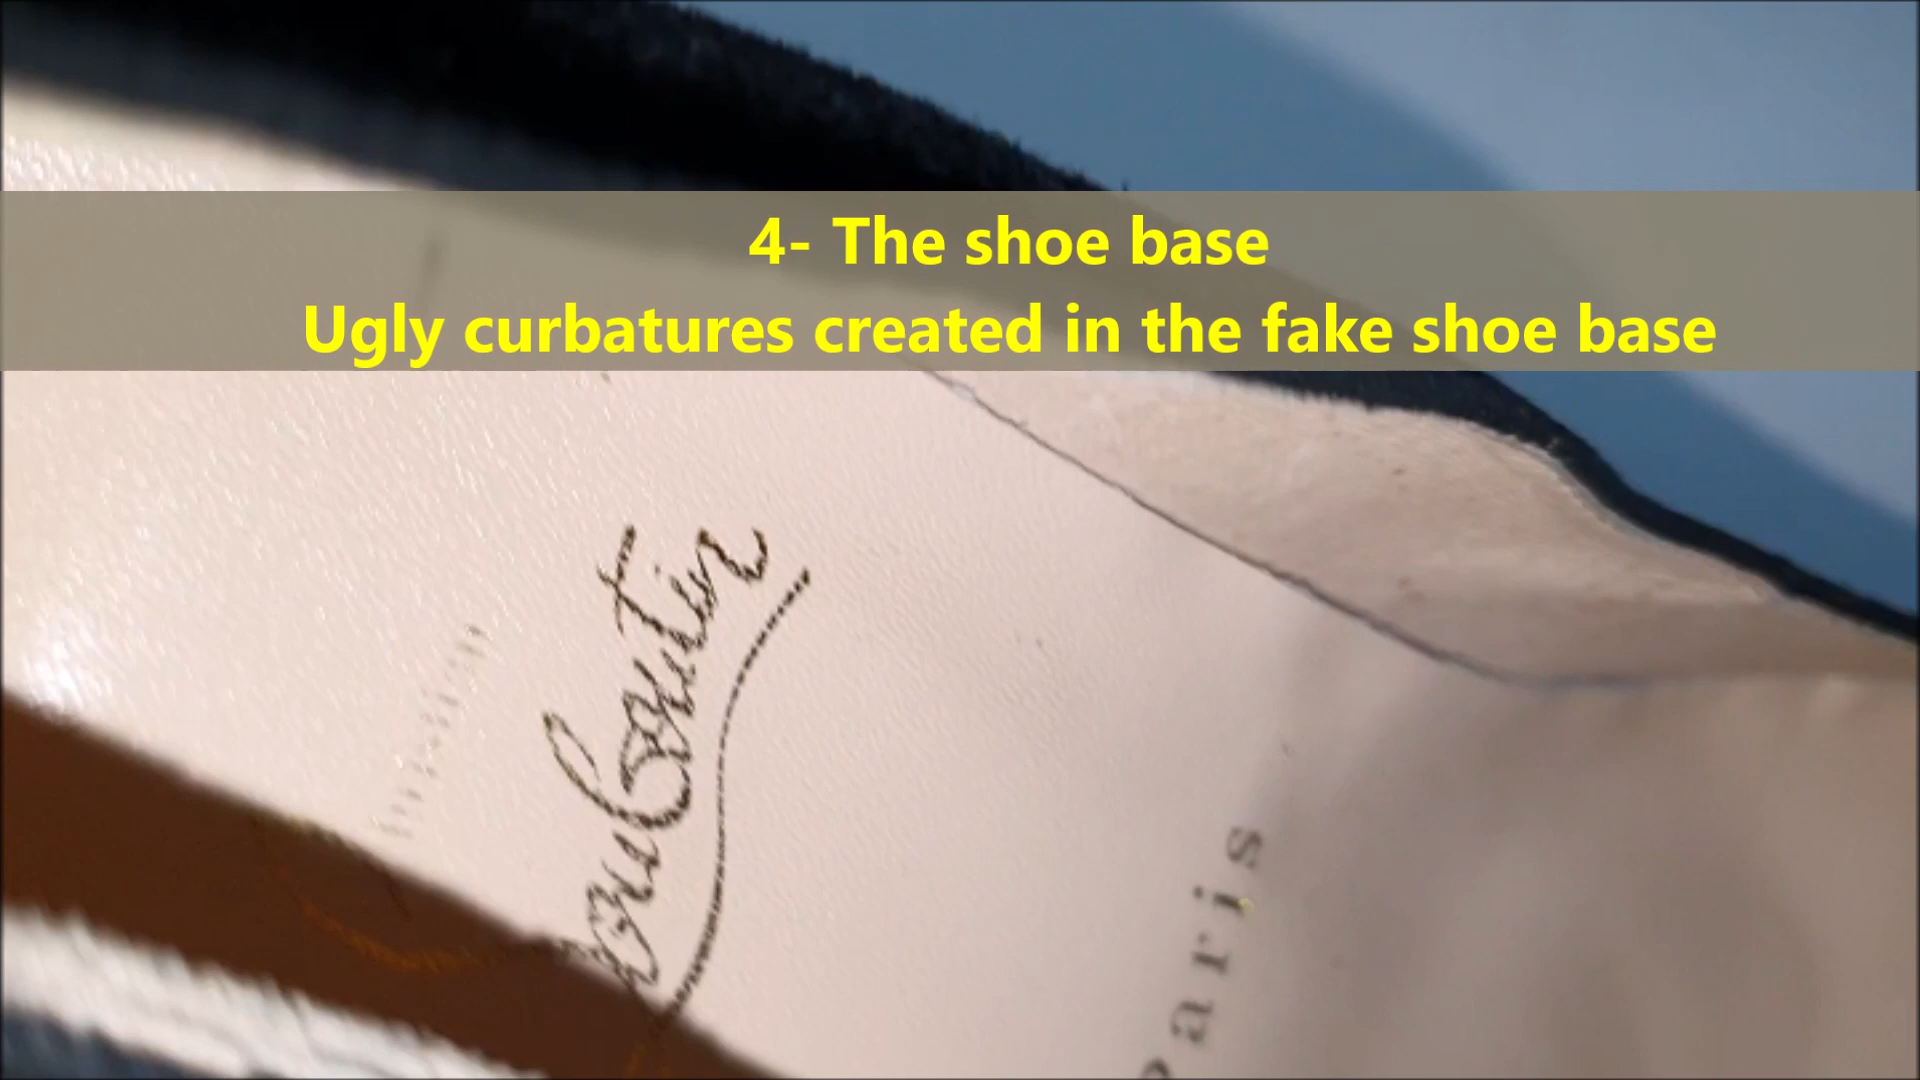 4- The shoe base
Ugly curbatures created in the fake shoe base
Louboutin
Paris